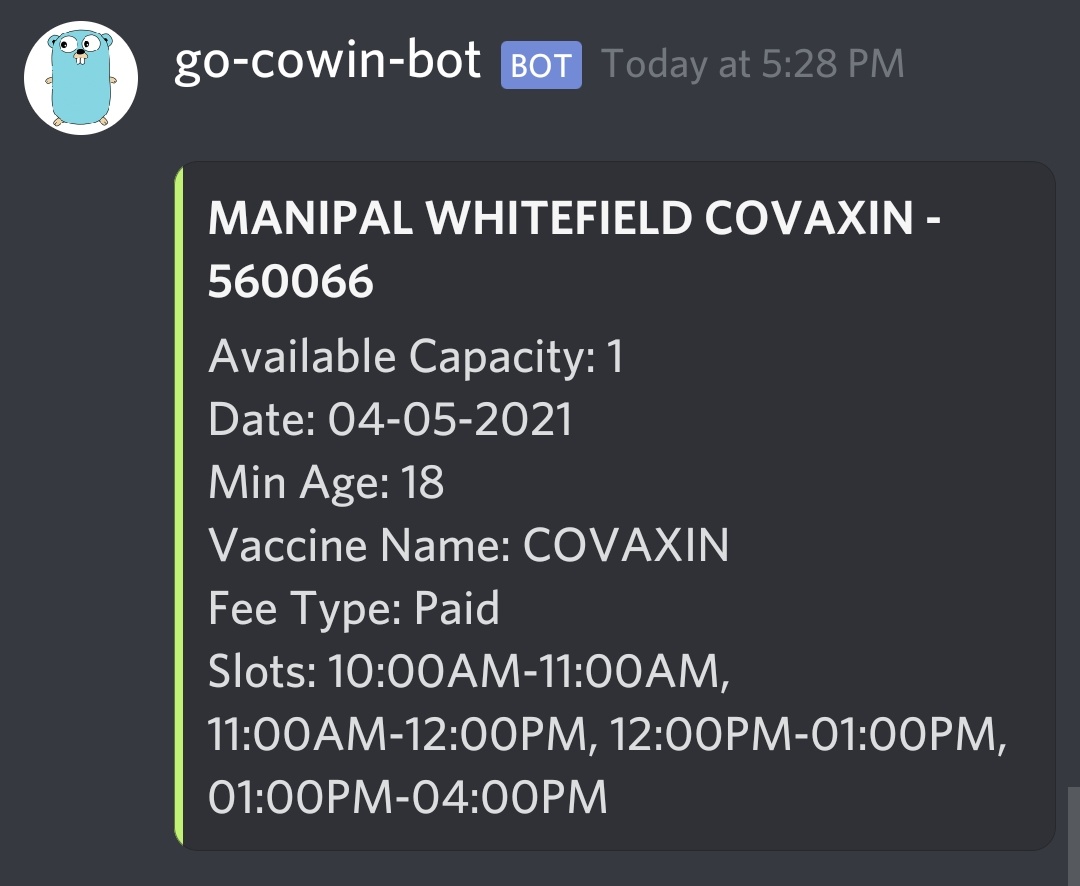 go-cowin-bot BOT Today at 5:28 PM
MANIPAL WHITEFIELD COVAXIN -
560066
Available Capacity: 1
Date: 04-05-2021
Min Age: 18
Vaccine Name: COVAXIN
Fee Type: Paid
Slots: 10:00AM-11:00AM,
11:00AM-12:00PM, 12:00PM-01:00PM,
01:00PM-04:00PM